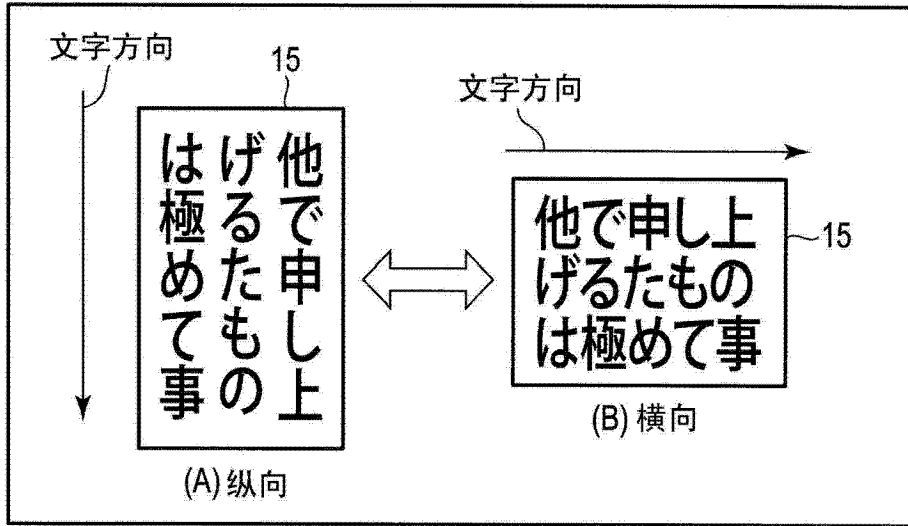 文字方向
15
他で申し上
げるたもの
は極めて事
(A) 纵向
文字方向
他で申し上
げるたもの
は極めて事
15
(B) 横向